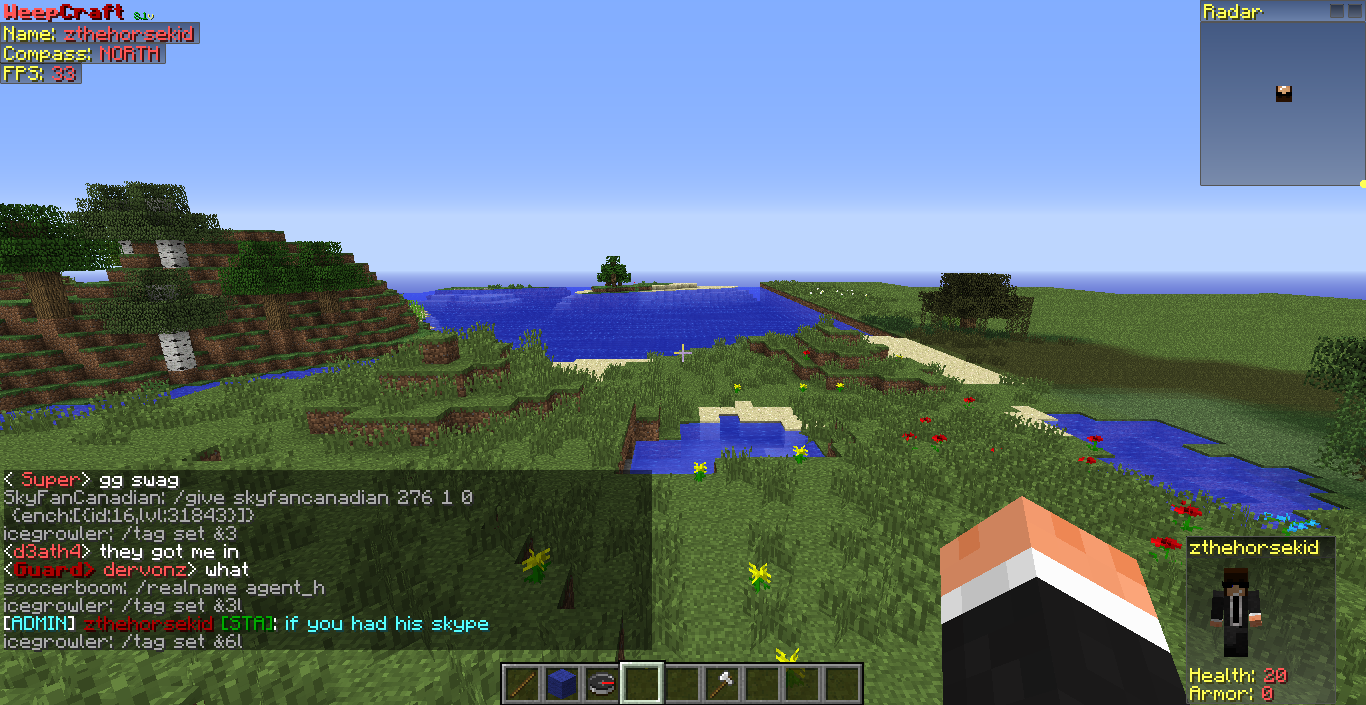 WeepCraft 8.1v
Name: zthehorsekid
Compass: NORTH
FPS: 33
Radar
< Super> gg swag
SkyFanCanadian: /give skyfancanadian 276 1 0
{ench:[{id:16,lvl:31843}]}
icegrowler: /tag set &3
<d3ath4> they got me in
<Guard> dervonz> what
soccerboom: /realname agent_h
icegrowler: /tag set &3l
[ADMIN] zthehorsekid [STA]: if you had his skype
icegrowler: /tag set &6l
zthehorsekid
Health: 20
Armor: 0